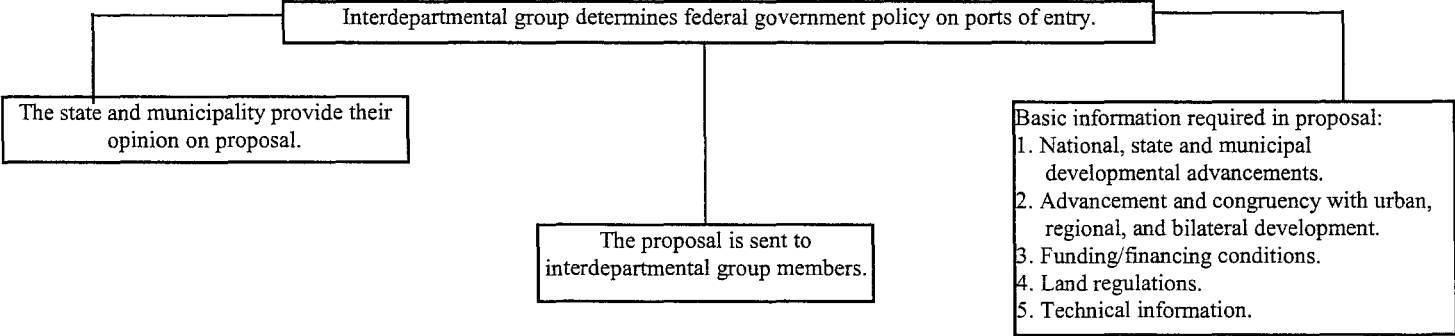 Interdepartmental group determines federal government policy on ports of entry.
The state and municipality provide their
opinion on proposal.
The proposal is sent to
interdepartmental group members.
Basic information required in proposal:
1. National, state and municipal
developmental advancements.
2. Advancement and congruency with urban,
regional, and bilateral development.
3. Funding/financing conditions.
4. Land regulations.
5. Technical information.